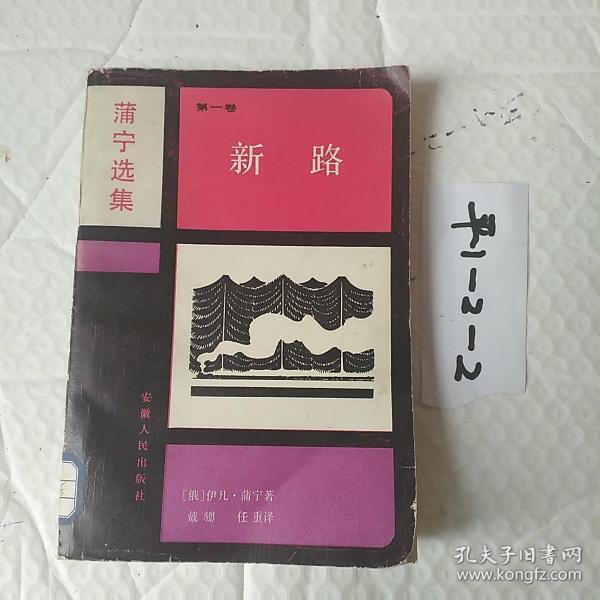 蒲宁选集
第一卷
新路
安徽人民出版社
[俄]伊凡·蒲宁著
戴骢 任重译
1-2-2
孔夫子旧书网
www.kongfz.com